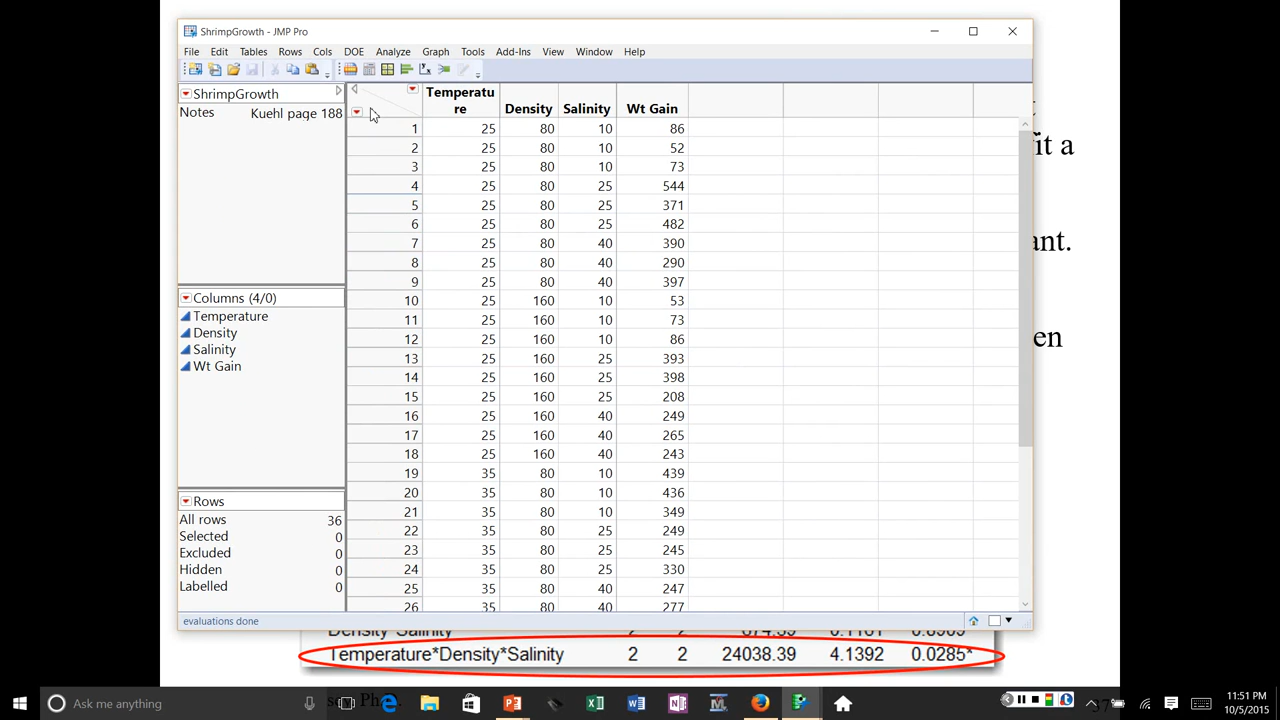 ShrimpGrowth - JMP Pro
File Edit Tables Rows Cols DOE Analyze Graph Tools Add-Ins View Window Help
ShrimpGrowth
Notes Kuehl page 188
Columns (4/0)
Temperature
Density
Salinity
Wt Gain
Rows
All rows 36
Selected 0
Excluded 0
Hidden 0
Labelled 0
evaluations done
Temperatu
re Density Salinity Wt Gain
1 25 80 10 86
2 25 80 10 52
3 25 80 10 73
4 25 80 25 544
5 25 80 25 371
6 25 80 25 482
7 25 80 40 390
8 25 80 40 290
9 25 80 40 397
10 25 160 10 53
11 25 160 10 73
12 25 160 10 86
13 25 160 25 393
14 25 160 25 398
15 25 160 25 208
16 25 160 40 249
17 25 160 40 265
18 25 160 40 243
19 35 80 10 439
20 35 80 10 436
21 35 80 10 349
22 35 80 25 249
23 35 80 25 245
24 35 80 25 330
25 35 80 40 247
26 35 80 40 277
it a
ant.
en
Temperature*Density*Salinity 2 2 24038.39 4.1392 0.0285*
Ask me anything
11:51 PM
10/5/2015